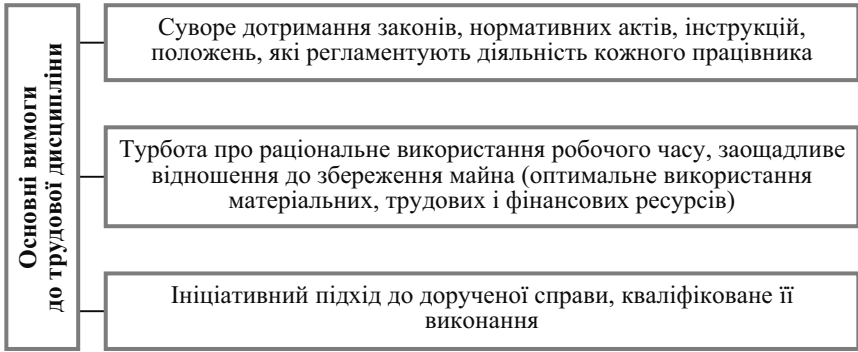 Основні вимоги
до трудової дисципліни
Суворе дотримання законів, нормативних актів, інструкцій,
положень, які регламентують діяльність кожного працівника
Турбота про раціональне використання робочого часу, заощадливе
відношення до збереження майна (оптимальне використання
матеріальних, трудових і фінансових ресурсів)
Ініціативний підхід до дорученої справи, кваліфіковане її
виконання